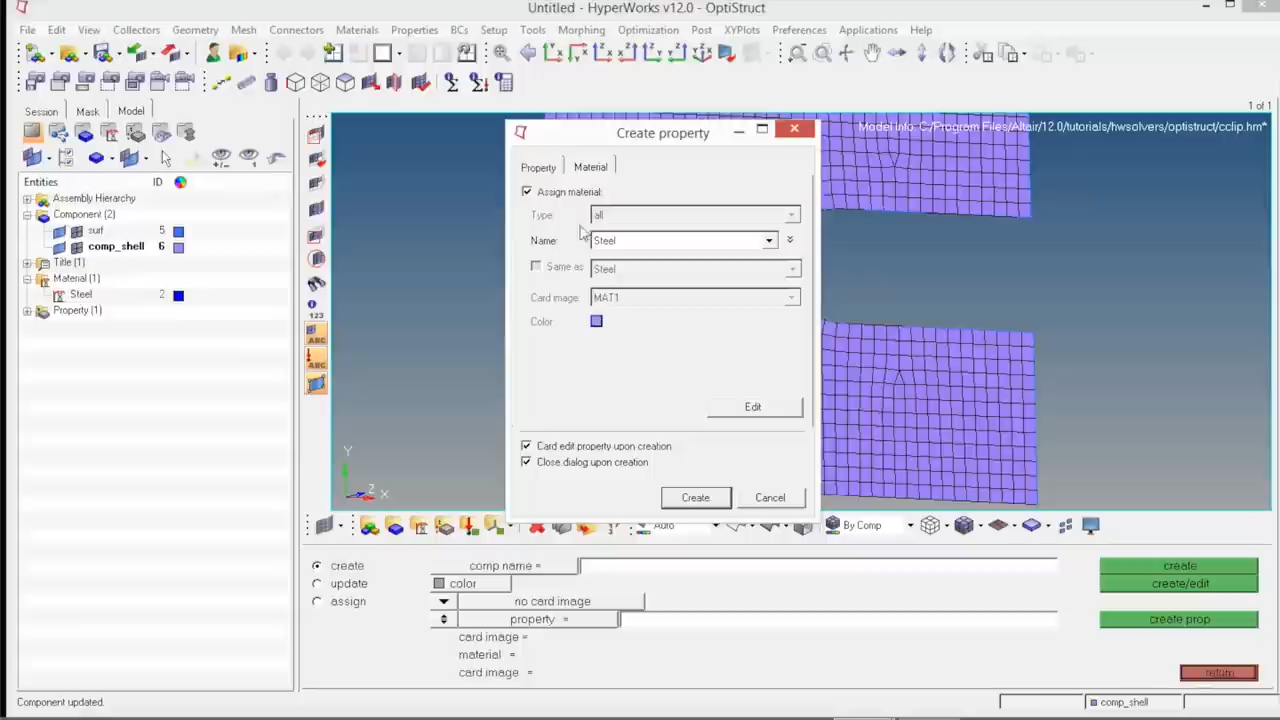 Untitled - HyperWorks v12.0 - OptiStruct
File Edit View Collectors Geometry Mesh Connectors Materials Properties BCs Setup Tools Morphing Optimization Post XYPlots Preferences Applications Help
Session Mask Model
1 of 1
Model Info: C:/Program Files/Altair/12.0/tutorials/hwsolvers/optistruct/cclip.hm*
Entities ID
Assembly Hierarchy
Component (2)
surf 5
comp_shell 6
Title (1)
Material (1)
Steel 2
Property (1)
123
ABC
ABC
Create property
Property Material
Assign material:
Type: all
Name: Steel
Same as: Steel
Card image: MAT1
Color
Edit
Card edit property upon creation
Close dialog upon creation
Create Cancel
Y
Z
X
Auto By Comp
create comp name = create
update color create/edit
assign no card image
property = create prop
card image =
material =
card image =
return
Component updated. comp_shell